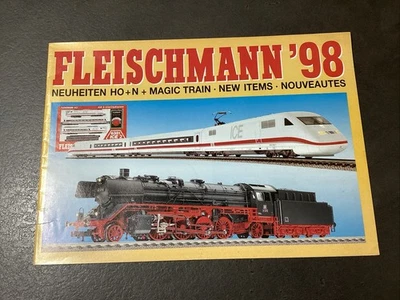 FLEISCHMANN '98
NEUHEITEN HO+N + MAGIC TRAIN · NEW ITEMS · NOUVEAUTES
ICE